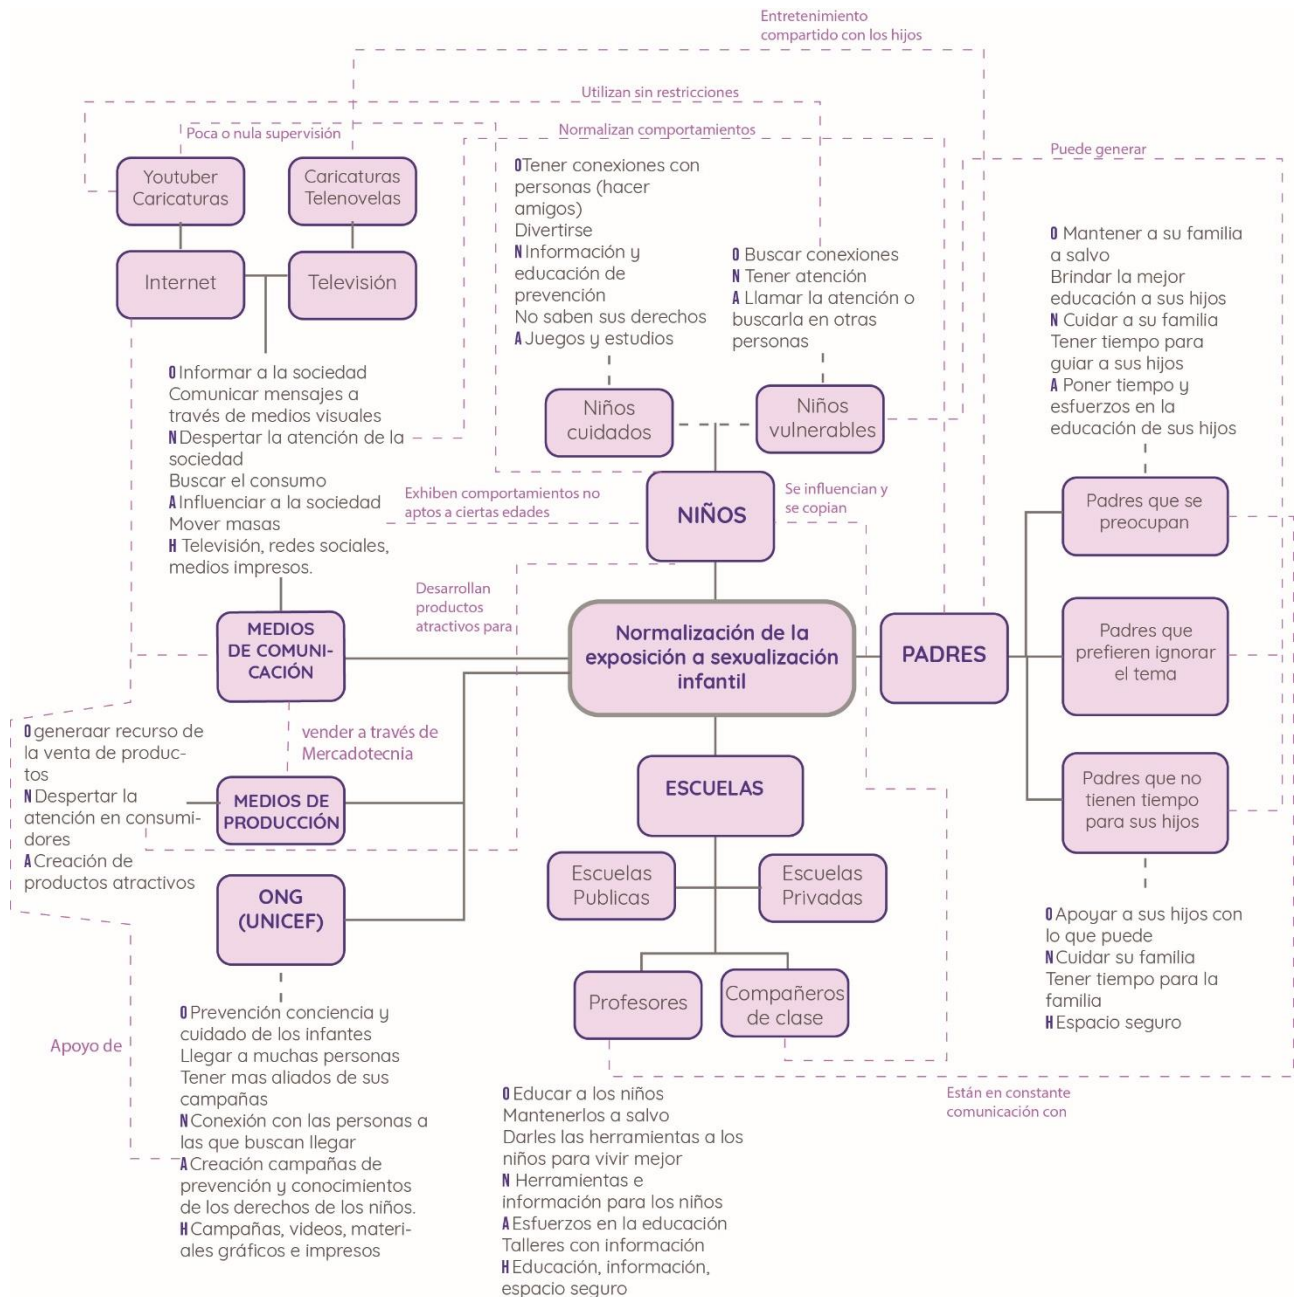 Entretenimiento
compartido con los hijos
Utilizan sin restricciones
Poca o nula supervisión
Normalizan comportamientos
Puede generar
Youtuber
Caricaturas
Caricaturas
Telenovelas
Internet
Televisión
OTener conexiones con
personas (hacer
amigos)
Divertirse
NInformación y
educación de
prevención
No saben sus derechos
A Juegos y estudios
O Buscar conexiones
N Tener atención
A Llamar la atención o
buscarla en otras
personas
O Mantener a su familia
a salvo
Brindar la mejor
educación a sus hijos
N Cuidar a su familia
Tener tiempo para
guiar a sus hijos
A Poner tiempo y
esfuerzos en la
educación de sus hijos
O Informar a la sociedad
Comunicar mensajes a
través de medios visuales
NDespertar la atención de la
sociedad
Buscar el consumo
A Influenciar a la sociedad
Mover masas
H Televisión, redes sociales,
medios impresos.
Niños
cuidados
Niños
vulnerables
Exhiben comportamientos no
aptos a ciertas edades
NIÑOS
Se influencian y
se copian
Padres que se
preocupan
Desarrollan
productos
atractivos para
MEDIOS
DE COMUNI-
CACIÓN
Normalización de la
exposición a sexualización
infantil
PADRES
Padres que
prefieren ignorar
el tema
O generaar recurso de
la venta de produc-
tos
N Despertar la
atención en consumi-
dores
A Creación de
productos atractivos
vender a través de
Mercadotecnia
MEDIOS DE
PRODUCCIÓN
ESCUELAS
Padres que no
tienen tiempo
para sus hijos
ONG
(UNICEF)
Escuelas
Publicas
Escuelas
Privadas
Profesores
Compañeros
de clase
O Apoyar a sus hijos con
lo que puede
N Cuidar su familia
Tener tiempo para la
familia
H Espacio seguro
Apoyo de
O Prevención conciencia y
cuidado de los infantes
Llegar a muchas personas
Tener mas aliados de sus
campañas
N Conexión con las personas a
las que buscan llegar
A Creación campañas de
prevención y conocimientos
de los derechos de los niños.
H Campañas, videos, materi-
ales gráficos e impresos
O Educar a los niños
Mantenerlos a salvo
Darles las herramientas a los
niños para vivir mejor
N Herramientas e
información para los niños
A Esfuerzos en la educación
Talleres con información
H Educación, información,
espacio seguro
Están en constante
comunicación con